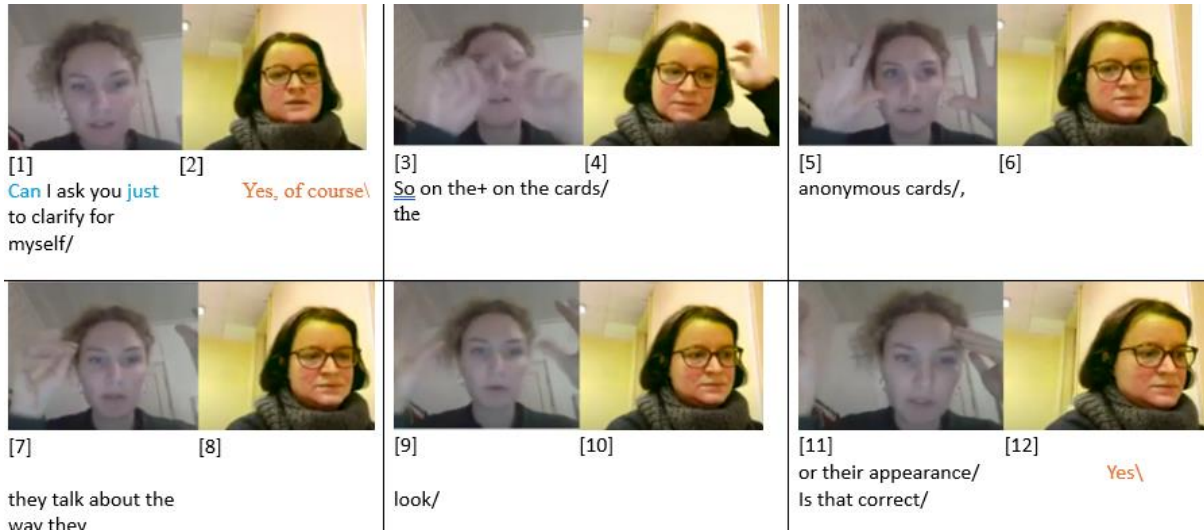 [1] [2]
Can I ask you just Yes, of course\
to clarify for
myself/
[3] [4]
So on the+ on the cards/
the
[5] [6]
anonymous cards/,
[7] [8]
they talk about the
way they
[9] [10]
look/
[11] [12]
or their appearance/ Yes\
Is that correct/